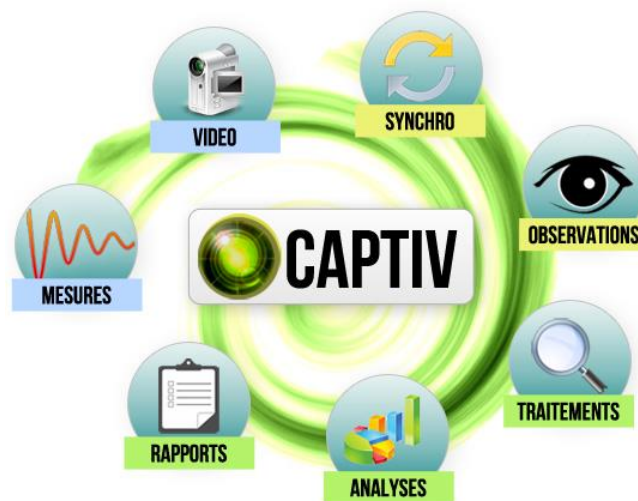 VIDEO
SYNCHRO
OBSERVATIONS
MESURES
CAPTIV
TRAITEMENTS
RAPPORTS
ANALYSES